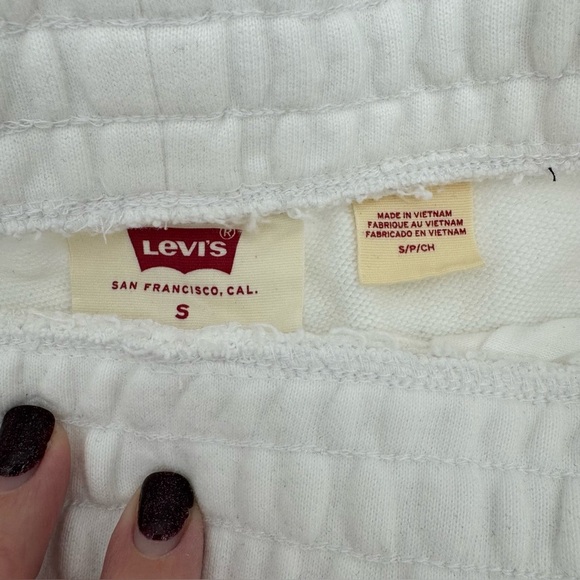 LEVI'S ®
SAN FRANCISCO, CAL.
S
MADE IN VIETNAM
FABRIQUE AU VIETNAM
FABRICADO EN VIETNAM
S/P/CH